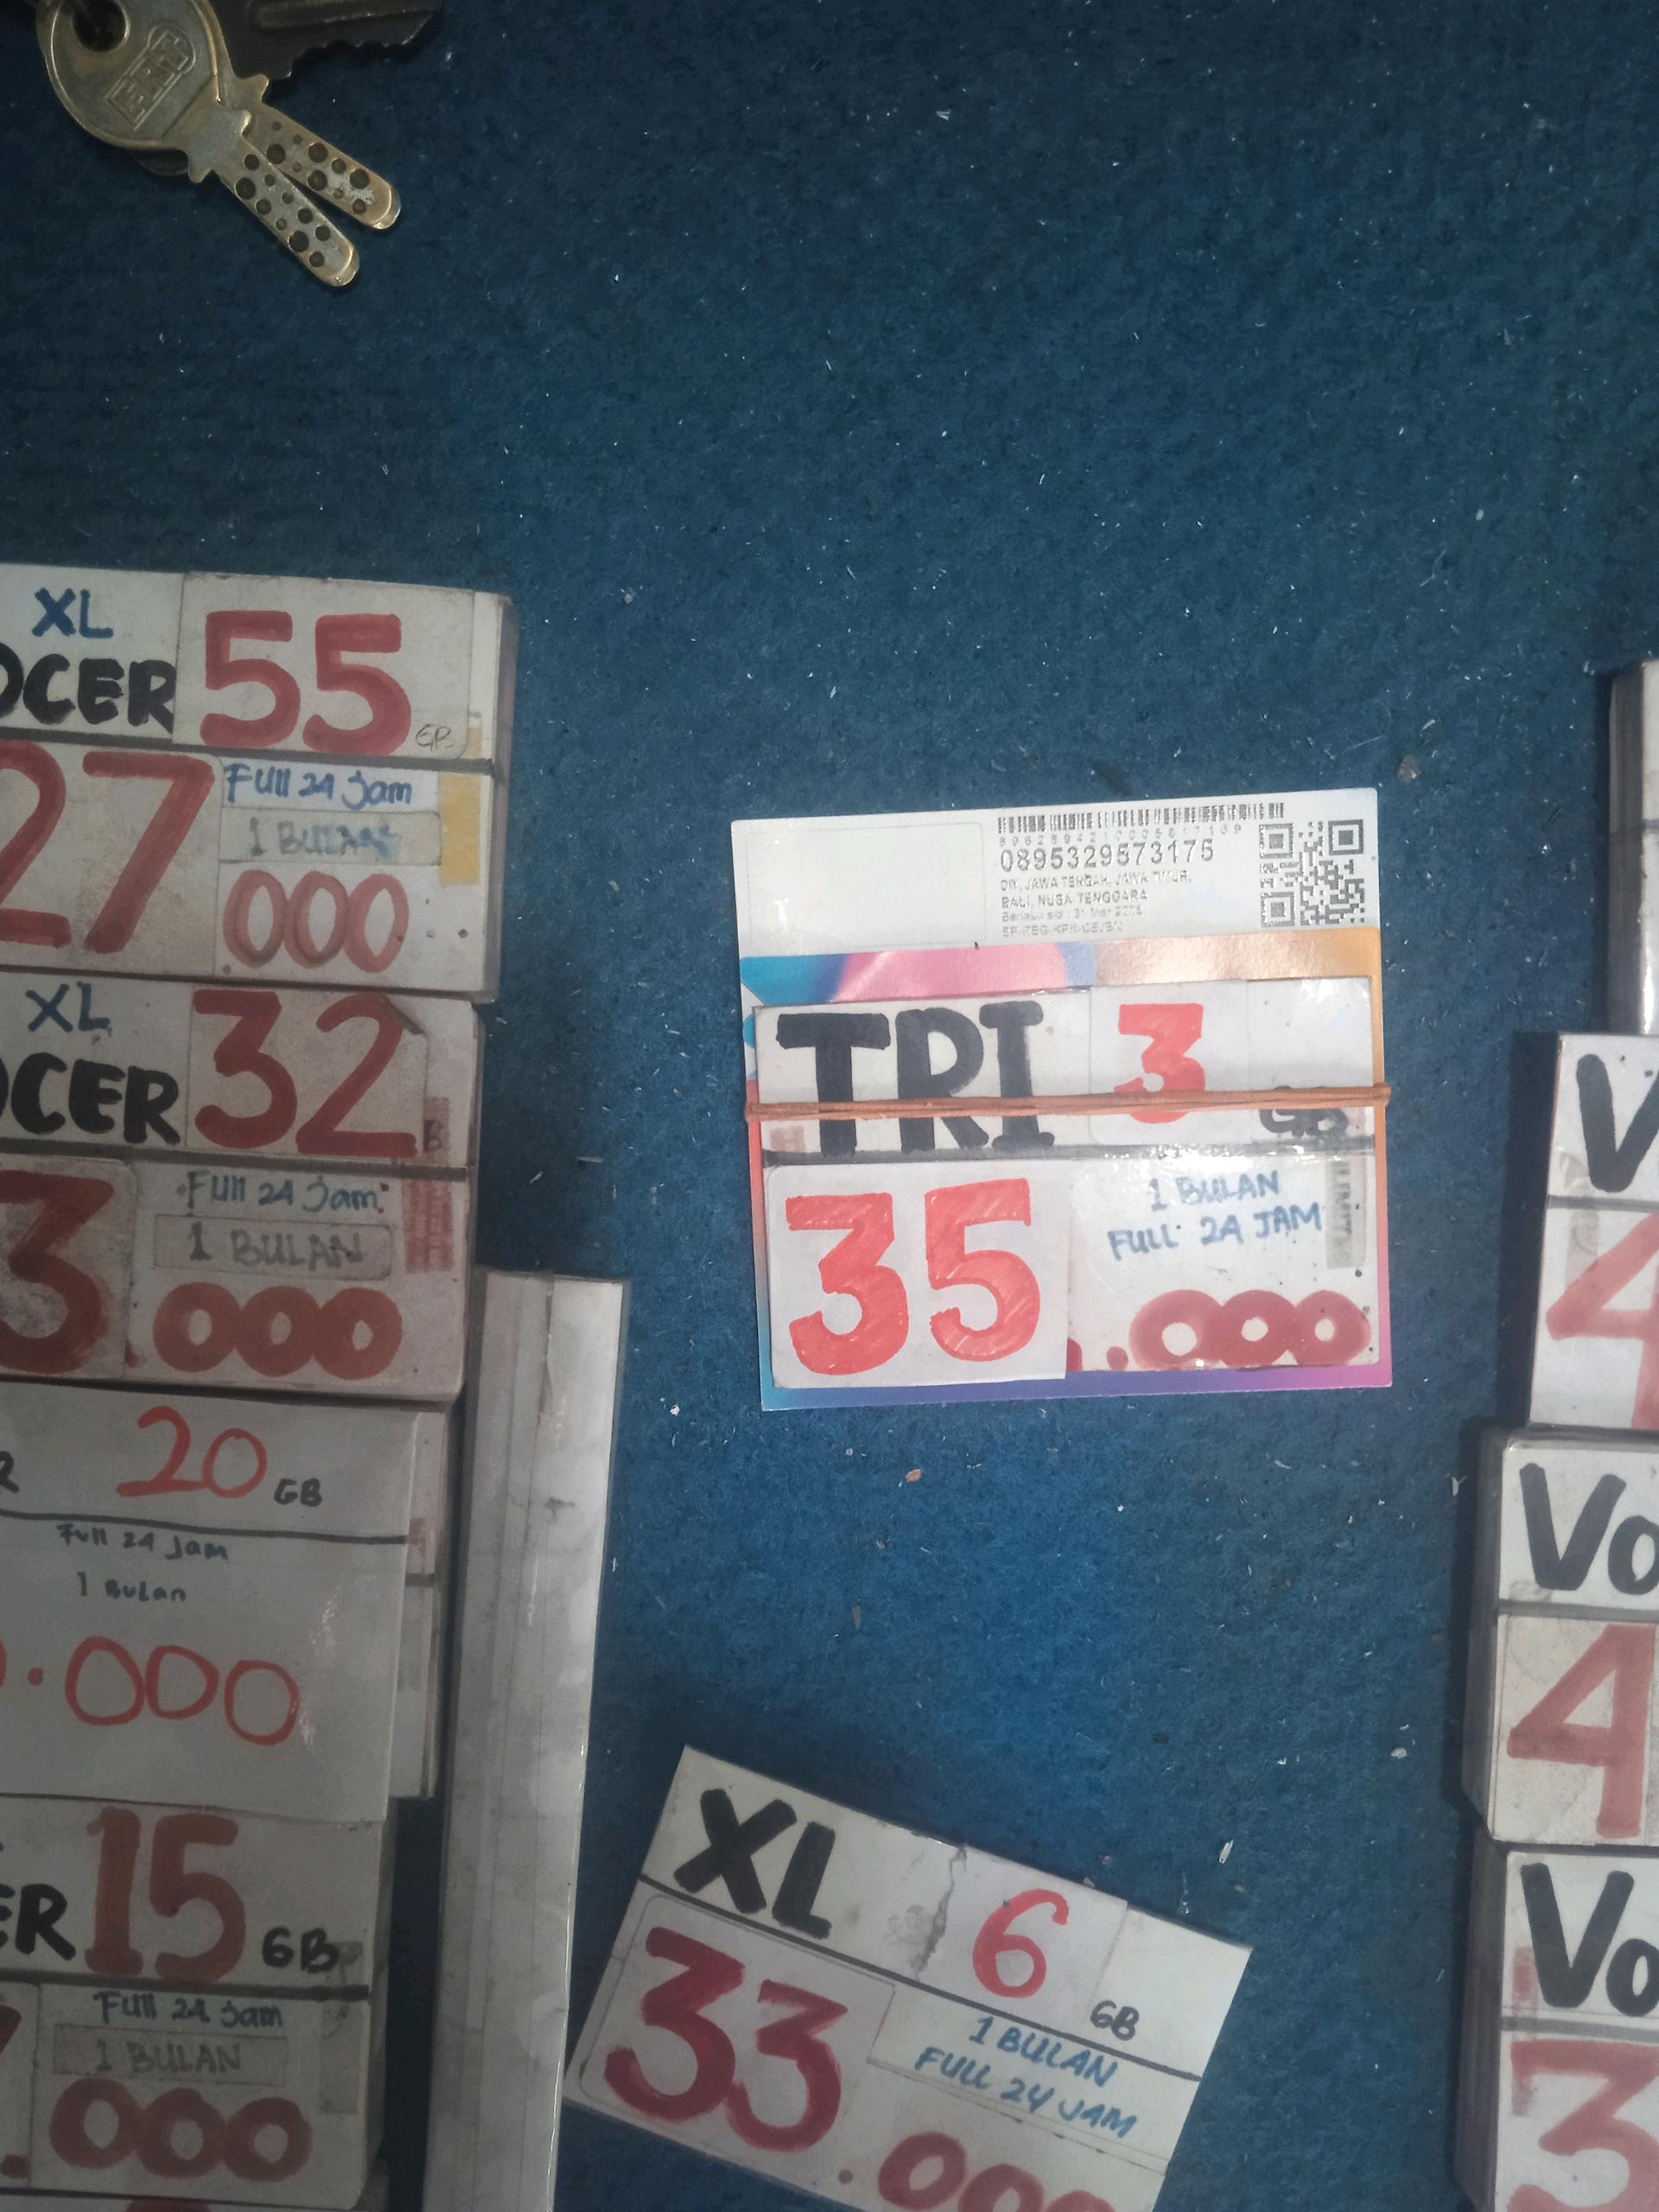 XL
OCER 55
27 Full 24 Jam
1 BULAN
000
XL
OCER 32
3 Full 24 Jam
1 BULAN
.000
20 GB
Full 24 Jam
1 Bulan
.000
ER 15 GB
Full 24 Jam
1 BULAN
.000
0895329573175
DIY, JAWA TENGAH, JAWA TIMUR,
BALI, NUSA TENGGARA
TRI 3 GB
35 1 BULAN
FULL 24 JAM
.000
XL 6 GB
33 1 BULAN
FULL 24 JAM
.000
V
4
Vo
4
Vo
3